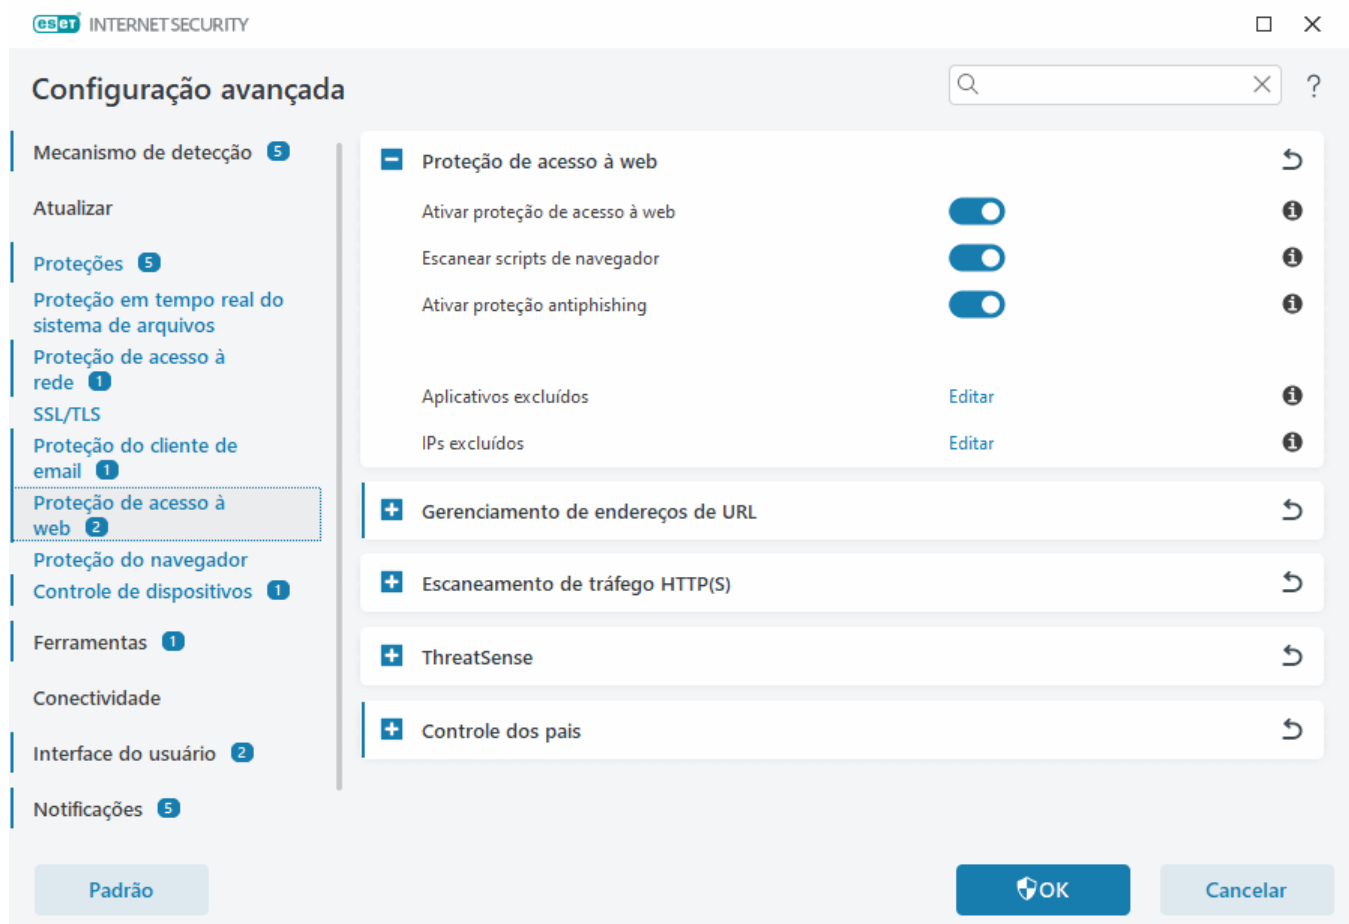 eset INTERNET SECURITY
Configuração avançada
?
Mecanismo de detecção 5
Atualizar
Proteções 5
Proteção em tempo real do
sistema de arquivos
Proteção de acesso à
rede 1
SSL/TLS
Proteção do cliente de
email 1
Proteção de acesso à
web 2
Proteção do navegador
Controle de dispositivos 1
Ferramentas 1
Conectividade
Interface do usuário 2
Notificações 5
Proteção de acesso à web
Ativar proteção de acesso à web
Escanear scripts de navegador
Ativar proteção antiphishing
Aplicativos excluídos Editar
IPs excluídos Editar
Gerenciamento de endereços de URL
Escaneamento de tráfego HTTP(S)
ThreatSense
Controle dos pais
Padrão
OK
Cancelar